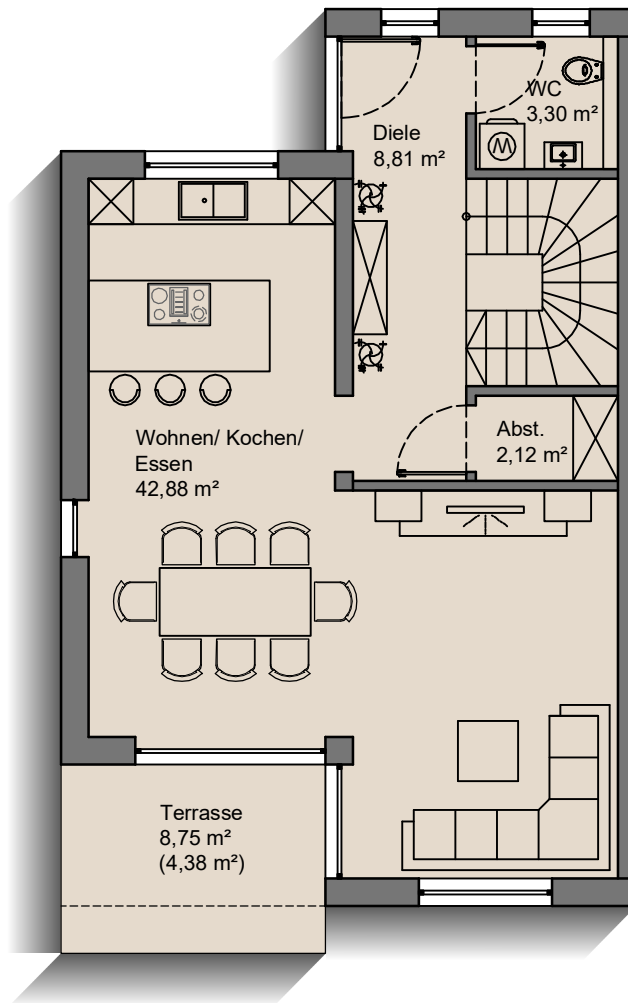 WC
3,30 m²
Diele
8,81 m²
Wohnen/ Kochen/
Essen
42,88 m²
Abst.
2,12 m²
Terrasse
8,75 m²
(4,38 m²)